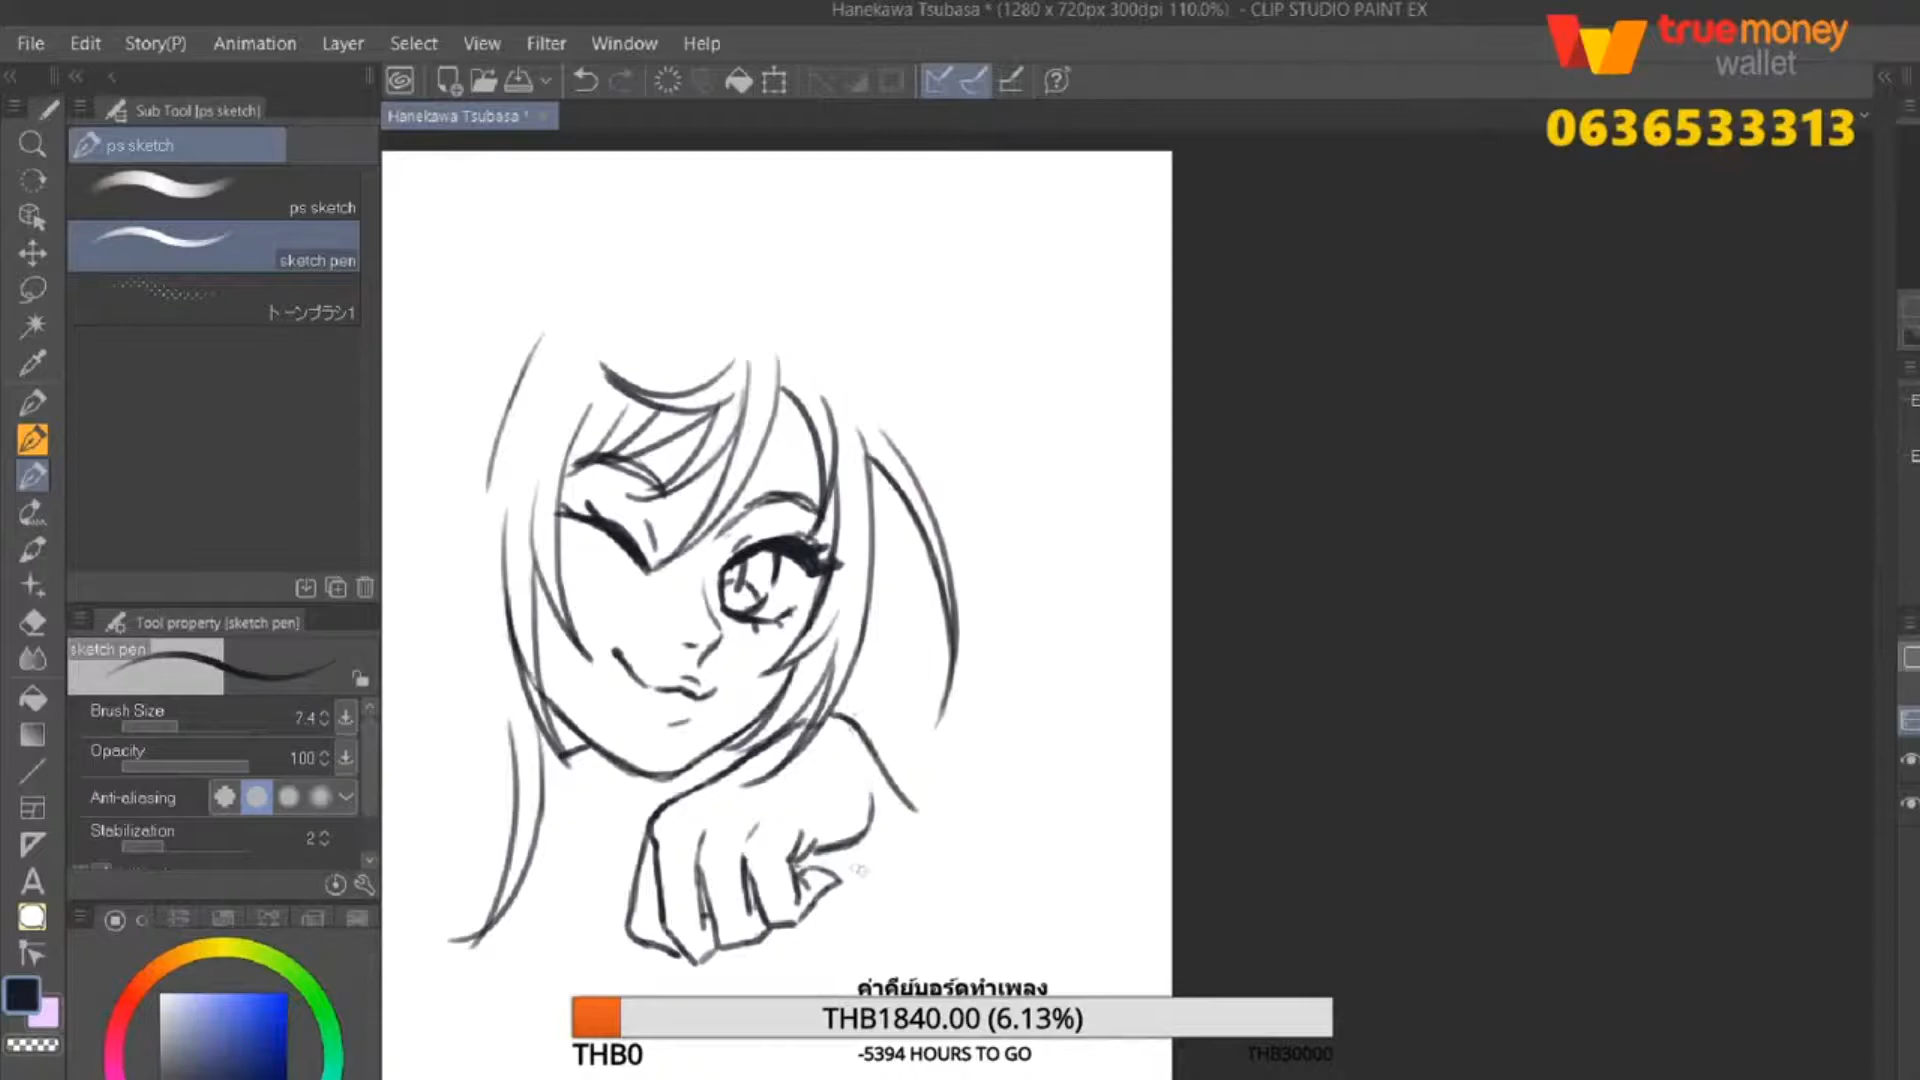 Hanekawa Tsubasa * (1280 x 720px 300dpi 110.0%) - CLIP STUDIO PAINT EX
File Edit Story(P) Animation Layer Select View Filter Window Help
truemoney
wallet
0636533313
Sub Tool [ps sketch]
Hanekawa Tsubasa *
ps sketch
ps sketch
sketch pen
トーンブラシ1
Tool property [sketch pen]
sketch pen
Brush Size 7.4
Opacity 100
Anti-aliasing
Stabilization 2
ค่าคีย์บอร์ดทำเพลง
THB1840.00 (6.13%)
THB0 -5394 HOURS TO GO THB30000